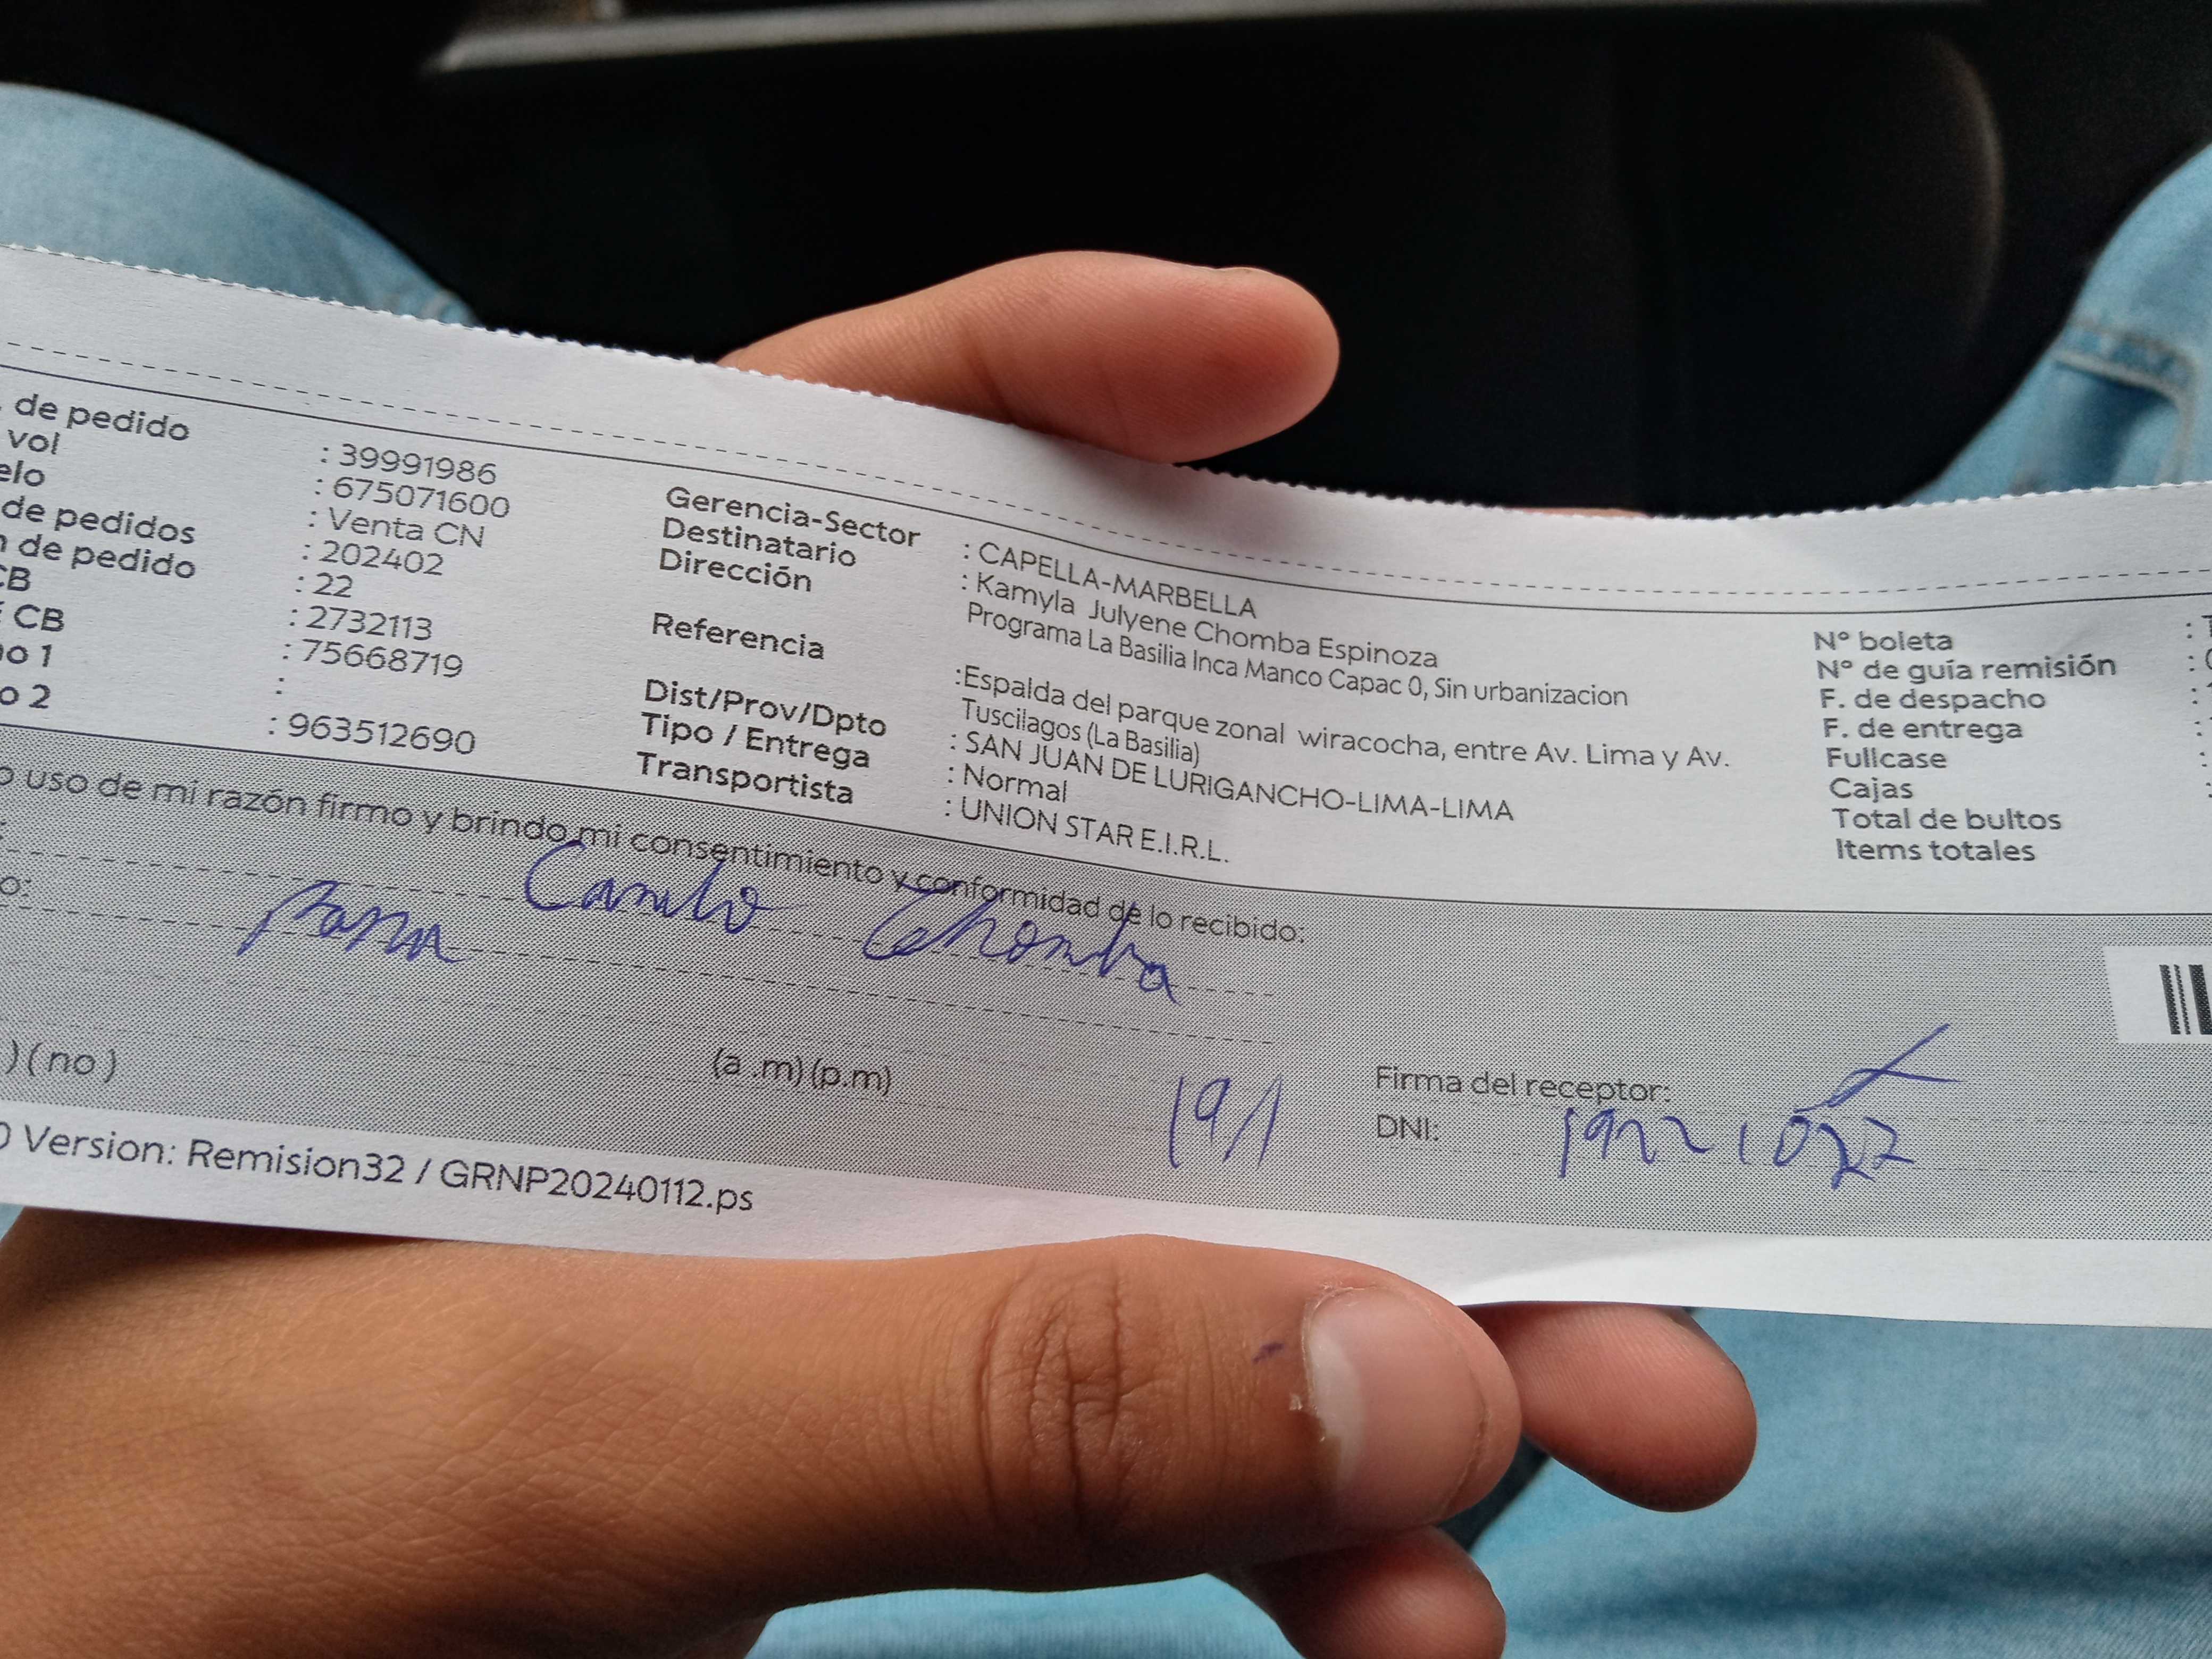 de pedido : 39991986
vol : 675071600
elo : Venta CN
de pedidos : 202402
n de pedido : 22
CB : 2732113
CB : 75668719
no 1 :
o 2 : 963512690
Gerencia-Sector : CAPELLA-MARBELLA
Destinatario : Kamyla Julyene Chomba Espinoza
Dirección Programa La Basilia Inca Manco Capac 0, Sin urbanizacion
Referencia :Espalda del parque zonal wiracocha, entre Av. Lima y Av.
Tuscilagos (La Basilia)
Dist/Prov/Dpto : SAN JUAN DE LURIGANCHO-LIMA-LIMA
Tipo / Entrega : Normal
Transportista : UNION STAR E.I.R.L.
N° boleta :
N° de guía remisión :
F. de despacho :
F. de entrega :
Fullcase :
Cajas :
Total de bultos
Items totales
o uso de mi razón firmo y brindo mi consentimiento y conformidad de lo recibido:
Camilo Chomba
o: papa
) ( no ) (a .m) (p.m) 19/1
Firma del receptor:
DNI:
Version: Remision32 / GRNP20240112.ps